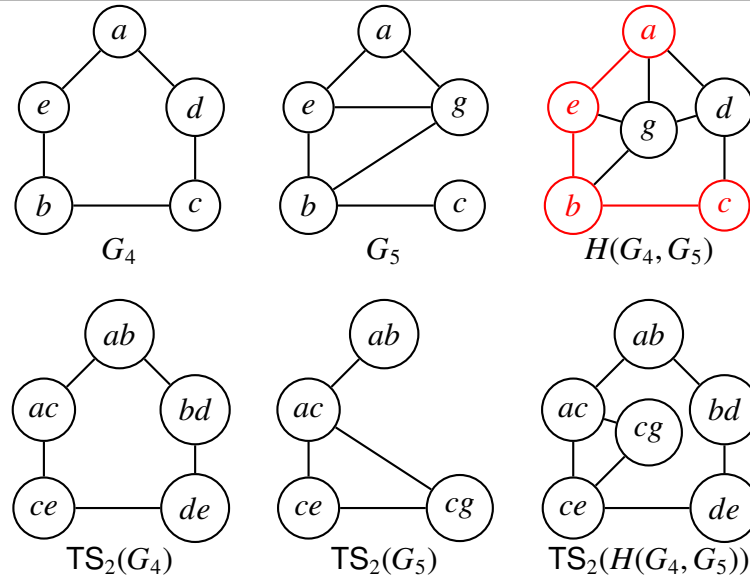 a a a
e d e g e g d
b c b c b c
G₄ G₅ H(G₄, G₅)
ab ab ab
ac bd ac ac cg bd
ce de ce cg ce de
TS₂(G₄) TS₂(G₅) TS₂(H(G₄, G₅))